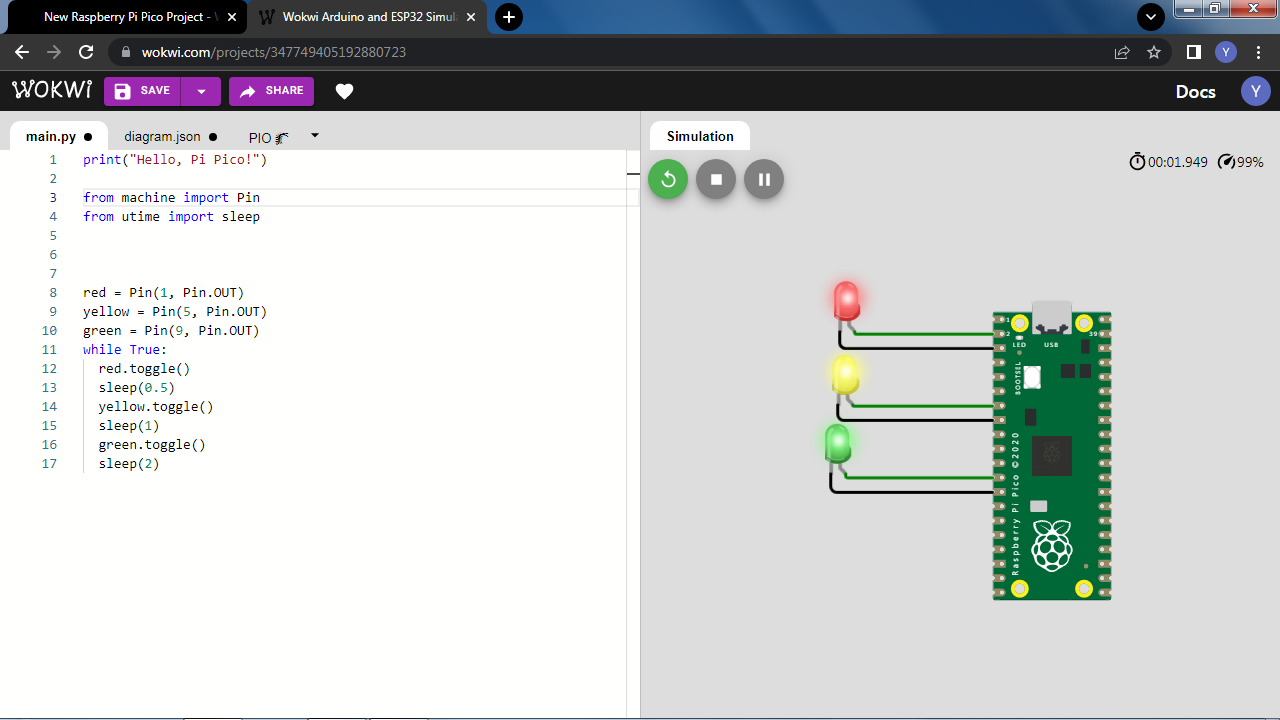 New Raspberry Pi Pico Project -
Wokwi Arduino and ESP32 Simul
wokwi.com/projects/347749405192880723
Y
WOKWi
SAVE
SHARE
Docs
Y
main.py
diagram.json
PIO
Simulation
00:01.949
99%
1 print("Hello, Pi Pico!")
2
3 from machine import Pin
4 from utime import sleep
5
6
7
8 red = Pin(1, Pin.OUT)
9 yellow = Pin(5, Pin.OUT)
10 green = Pin(9, Pin.OUT)
11 while True:
12 red.toggle()
13 sleep(0.5)
14 yellow.toggle()
15 sleep(1)
16 green.toggle()
17 sleep(2)
1
2
39
LED
USB
BOOTSEL
Raspberry Pi Pico ©2020